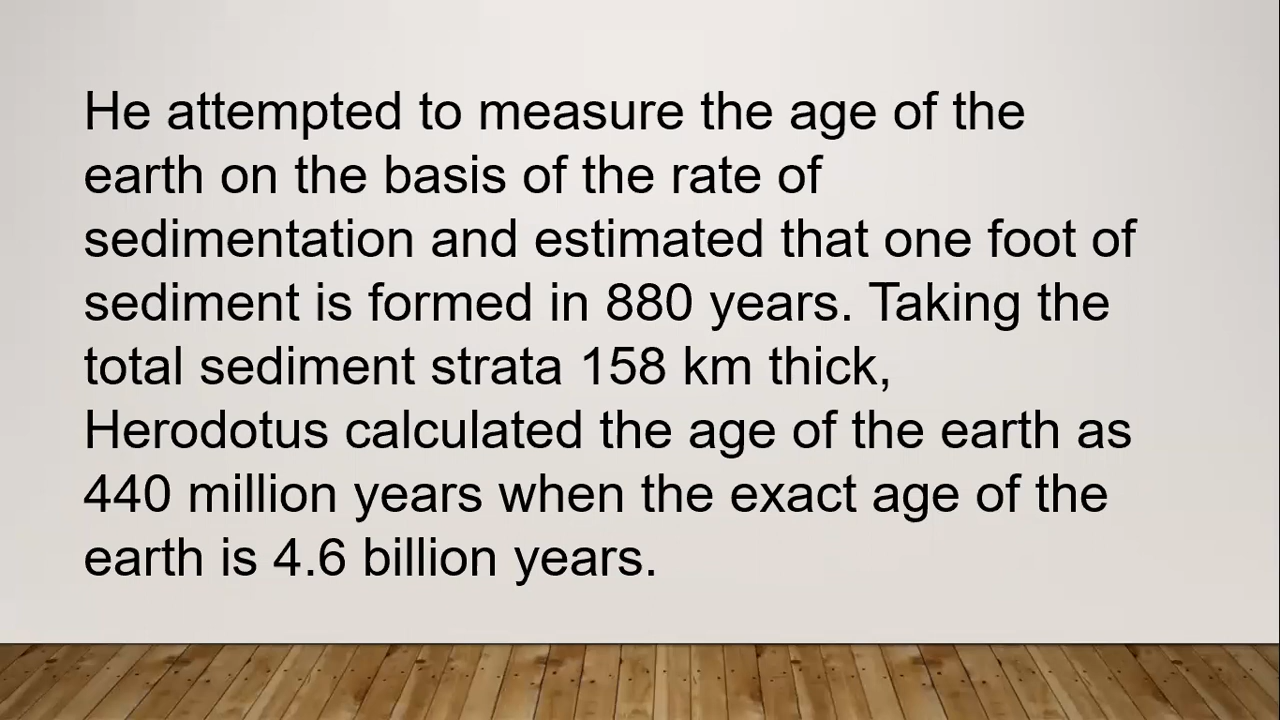 He attempted to measure the age of the
earth on the basis of the rate of
sedimentation and estimated that one foot of
sediment is formed in 880 years. Taking the
total sediment strata 158 km thick,
Herodotus calculated the age of the earth as
440 million years when the exact age of the
earth is 4.6 billion years.